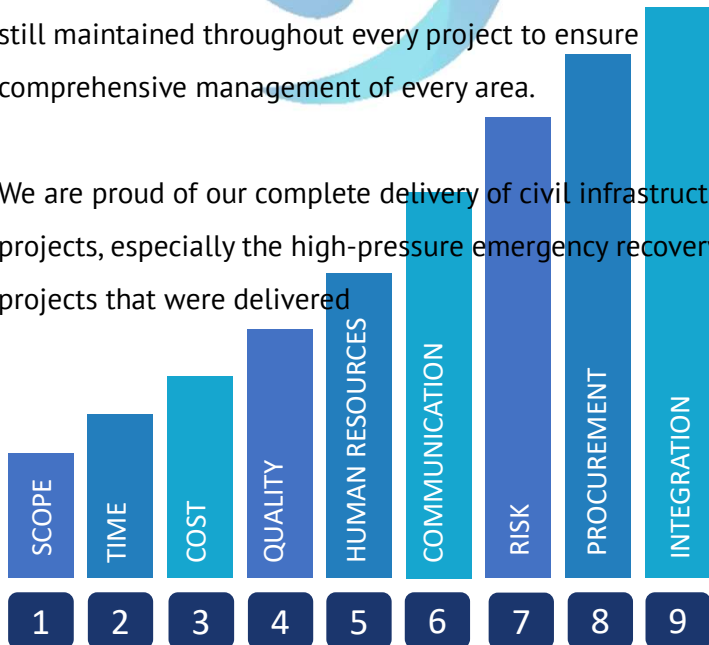 still maintained throughout every project to ensure
comprehensive management of every area.
We are proud of our complete delivery of civil infrastruct
projects, especially the high-pressure emergency recovery
projects that were delivered
SCOPE
TIME
COST
QUALITY
HUMAN RESOURCES
COMMUNICATION
RISK
PROCUREMENT
INTEGRATION
1 2 3 4 5 6 7 8 9